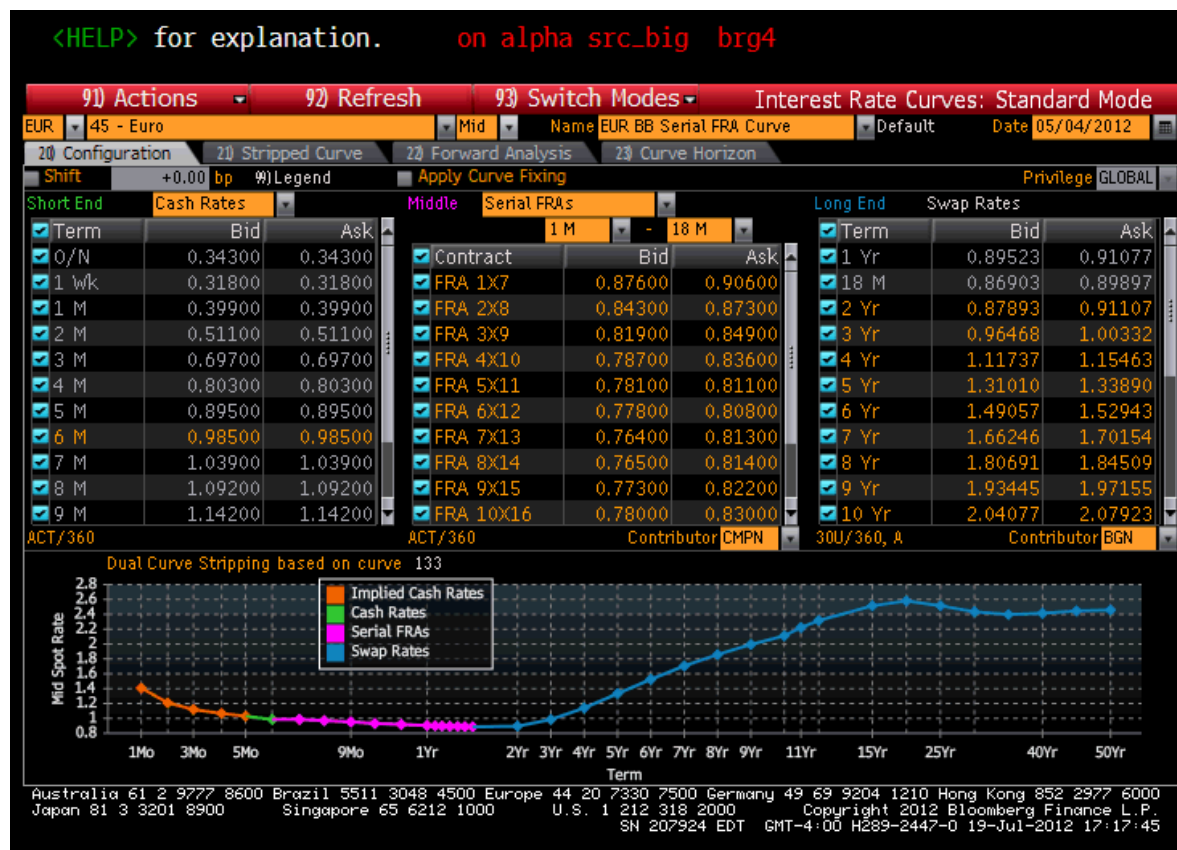 <HELP> for explanation. on alpha src_big brg4
91) Actions 92) Refresh 93) Switch Modes Interest Rate Curves: Standard Mode
EUR 45 - Euro Mid Name EUR BB Serial FRA Curve Default Date 05/04/2012
20) Configuration 21) Stripped Curve 22) Forward Analysis 23) Curve Horizon
Shift +0.00 bp 99) Legend Apply Curve Fixing Privilege GLOBAL
Short End Cash Rates Middle Serial FRAs Long End Swap Rates
1 M - 18 M
Term Bid Ask
O/N 0.34300 0.34300
1 Wk 0.31800 0.31800
1 M 0.39900 0.39900
2 M 0.51100 0.51100
3 M 0.69700 0.69700
4 M 0.80300 0.80300
5 M 0.89500 0.89500
6 M 0.98500 0.98500
7 M 1.03900 1.03900
8 M 1.09200 1.09200
9 M 1.14200 1.14200
ACT/360
Contract Bid Ask
FRA 1X7 0.87600 0.90600
FRA 2X8 0.84300 0.87300
FRA 3X9 0.81900 0.84900
FRA 4X10 0.78700 0.83600
FRA 5X11 0.78100 0.81100
FRA 6X12 0.77800 0.80800
FRA 7X13 0.76400 0.81300
FRA 8X14 0.76500 0.81400
FRA 9X15 0.77300 0.82200
FRA 10X16 0.78000 0.83000
ACT/360 Contributor CMPN
Term Bid Ask
1 Yr 0.89523 0.91077
18 M 0.86903 0.89897
2 Yr 0.87893 0.91107
3 Yr 0.96468 1.00332
4 Yr 1.11737 1.15463
5 Yr 1.31010 1.33890
6 Yr 1.49057 1.52943
7 Yr 1.66246 1.70154
8 Yr 1.80691 1.84509
9 Yr 1.93445 1.97155
10 Yr 2.04077 2.07923
30U/360, A Contributor BGN
Dual Curve Stripping based on curve 133
Mid Spot Rate
2.8
2.6
2.4
2.2
2
1.8
1.6
1.4
1.2
1
0.8
Implied Cash Rates
Cash Rates
Serial FRAs
Swap Rates
1Mo 3Mo 5Mo 9Mo 1Yr 2Yr 3Yr 4Yr 5Yr 6Yr 7Yr 8Yr 9Yr 11Yr 15Yr 25Yr 40Yr 50Yr
Term
Australia 61 2 9777 8600 Brazil 5511 3048 4500 Europe 44 20 7330 7500 Germany 49 69 9204 1210 Hong Kong 852 2977 6000
Japan 81 3 3201 8900 Singapore 65 6212 1000 U.S. 1 212 318 2000 Copyright 2012 Bloomberg Finance L.P.
SN 207924 EDT GMT-4:00 H289-2447-0 19-Jul-2012 17:17:45